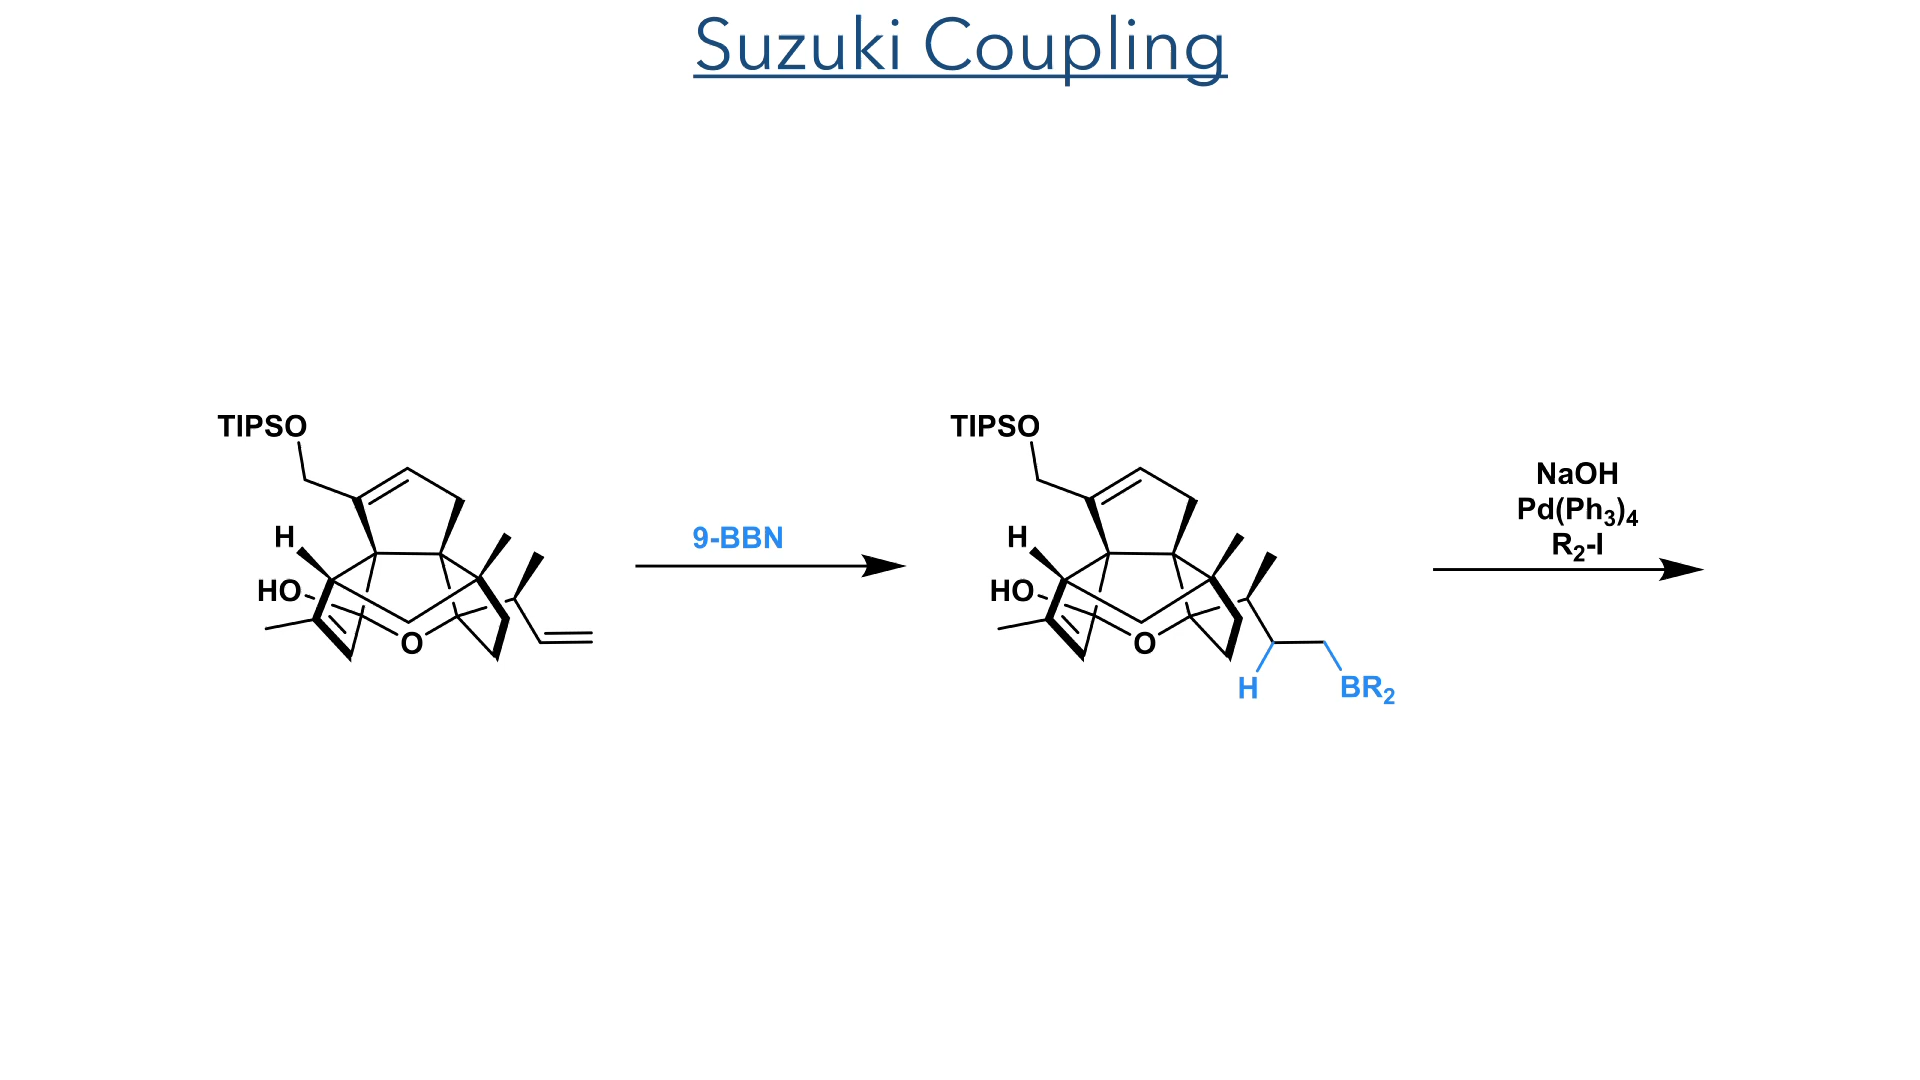 Suzuki Coupling
TIPSO
H
HO
O
9-BBN
TIPSO
H
HO
O
H
BR₂
NaOH
Pd(Ph₃)₄
R₂-I